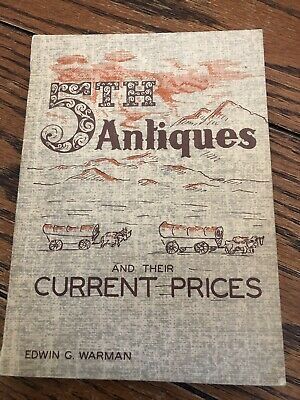 5TH
Antiques
AND THEIR
CURRENT PRICES
EDWIN G. WARMAN